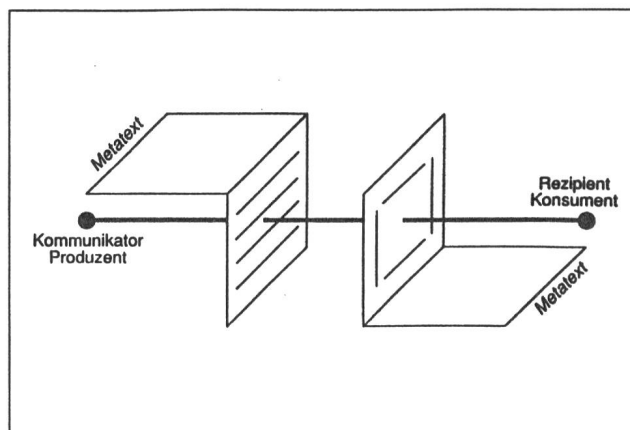 Metatext
Kommunikator
Produzent
Rezipient
Konsument
Metatext